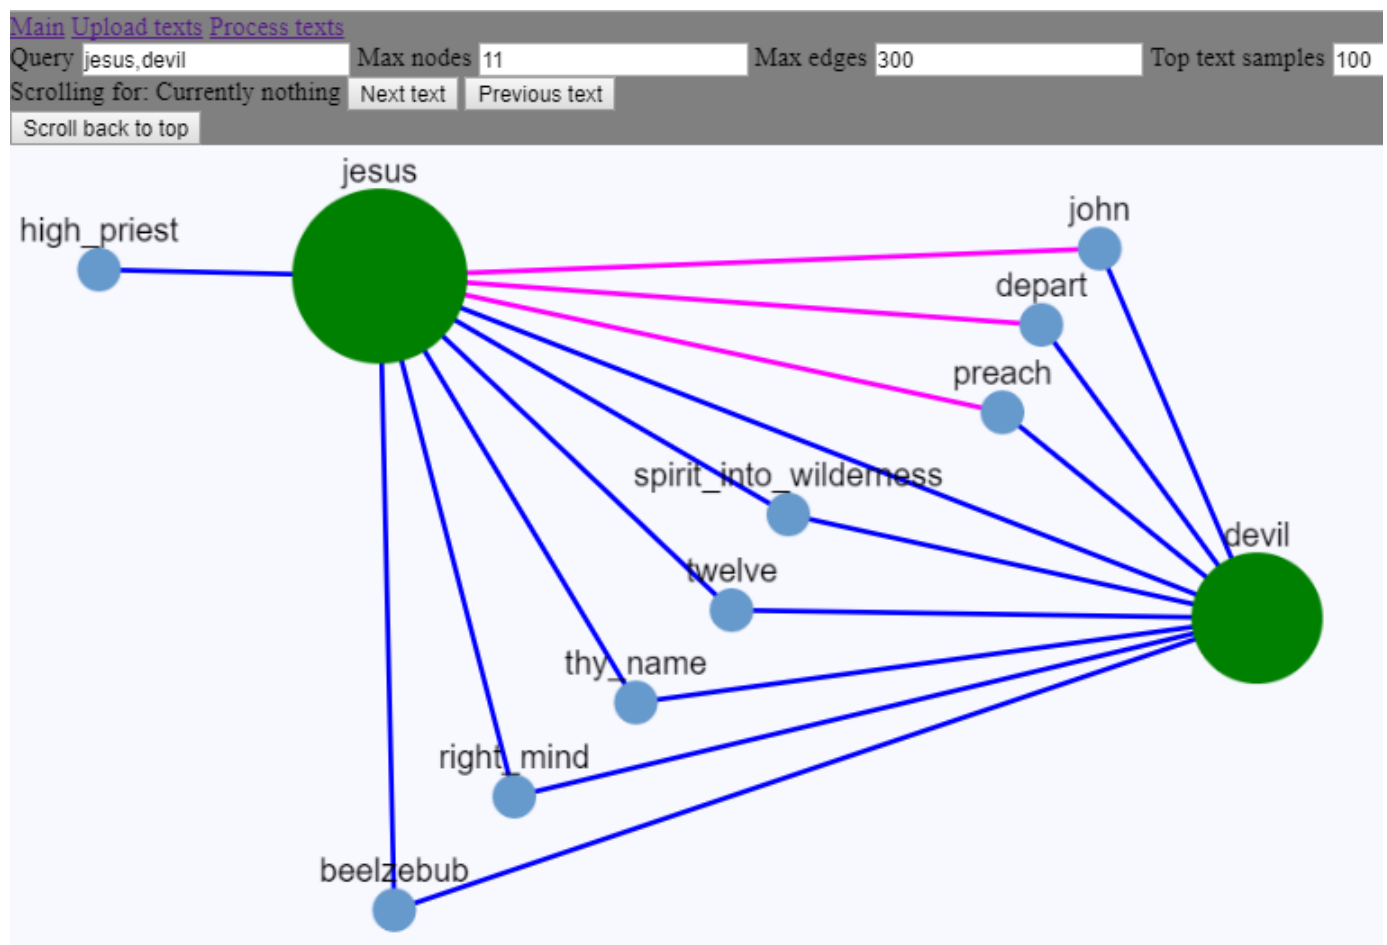 Main Upload texts Process texts
Query jesus,devil Max nodes 11 Max edges 300 Top text samples 100
Scrolling for: Currently nothing Next text Previous text
Scroll back to top
jesus
high_priest
john
depart
preach
spirit_into_wilderness
devil
twelve
thy_name
right_mind
beelzebub